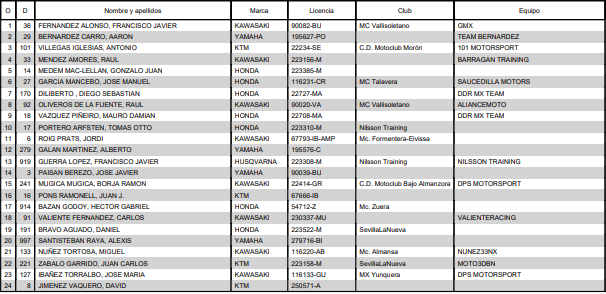 O D Nombre y apellidos Marca Licencia Club Equipo
1 36 FERNANDEZ ALONSO, FRANCISCO JAVIER KAWASAKI 90082-BU MC Vallisoletano GMX
2 29 BERNARDEZ CARRO, AARON YAMAHA 195627-PO TEAM BERNARDEZ
3 101 VILLEGAS IGLESIAS, ANTONIO KTM 22234-SE C.D. Motoclub Morón 101 MOTORSPORT
4 33 MENDEZ AMORES, RAUL KAWASAKI 223156-M BARRAGAN TRAINING
5 14 MEDEM MAC-LELLAN, GONZALO JUAN HONDA 223385-M
6 27 GARCIA MANCEBO, JOSE MANUEL HONDA 116231-CR MC Talavera SAUCEDILLA MOTORS
7 170 DILIBERTO , DIEGO SEBASTIAN HONDA 22727-MA DDR MX TEAM
8 92 OLIVEROS DE LA FUENTE, RAUL KAWASAKI 90020-VA MC Vallisoletano ALIANCEMOTO
9 18 VAZQUEZ PIÑEIRO, MAURO DAMIAN HONDA 22708-MA DDR MX TEAM
10 17 PORTERO ARFSTEN, TOMAS OTTO HONDA 223310-M Nilsson Training
11 6 ROIG PRATS, JORDI KAWASAKI 67793-IB-AMP Mc. Formentera-Eivissa
12 279 GALAN MARTINEZ, ALBERTO YAMAHA 195576-C
13 919 GUERRA LOPEZ, FRANCISCO JAVIER HUSQVARNA 223308-M Nilsson Training NILSSON TRAINING
14 3 PAISAN BEREZO, JOSE JAVIER YAMAHA 90039-BU
15 241 MUGICA MUGICA, BORJA RAMON KAWASAKI 22414-GR C.D. Motoclub Bajo Almanzora DPS MOTORSPORT
16 16 PONS RAMONELL, JUAN J. KTM 67666-IB
17 914 BAZAN GODOY, HECTOR GABRIEL HONDA 54712-Z Mc. Zuera
18 91 VALIENTE FERNANDEZ, CARLOS KAWASAKI 230337-MU VALIENTERACING
19 191 BRAVO AGUADO, DANIEL HONDA 223522-M SevillaLaNueva
20 997 SANTISTEBAN RAYA, ALEXIS YAMAHA 279716-BI
21 133 NUÑEZ TORTOSA, MIGUEL KAWASAKI 116220-AB Mc. Almansa NUNEZ33NX
22 221 ZABALO GARRIDO, JUAN CARLOS KTM 223158-M SevillaLaNueva MOTO3DBN
23 127 IBAÑEZ TORRALBO, JOSE MARIA KAWASAKI 116133-GU MX Yunquera DPS MOTORSPORT
24 8 JIMENEZ VAQUERO, DAVID KTM 250571-A